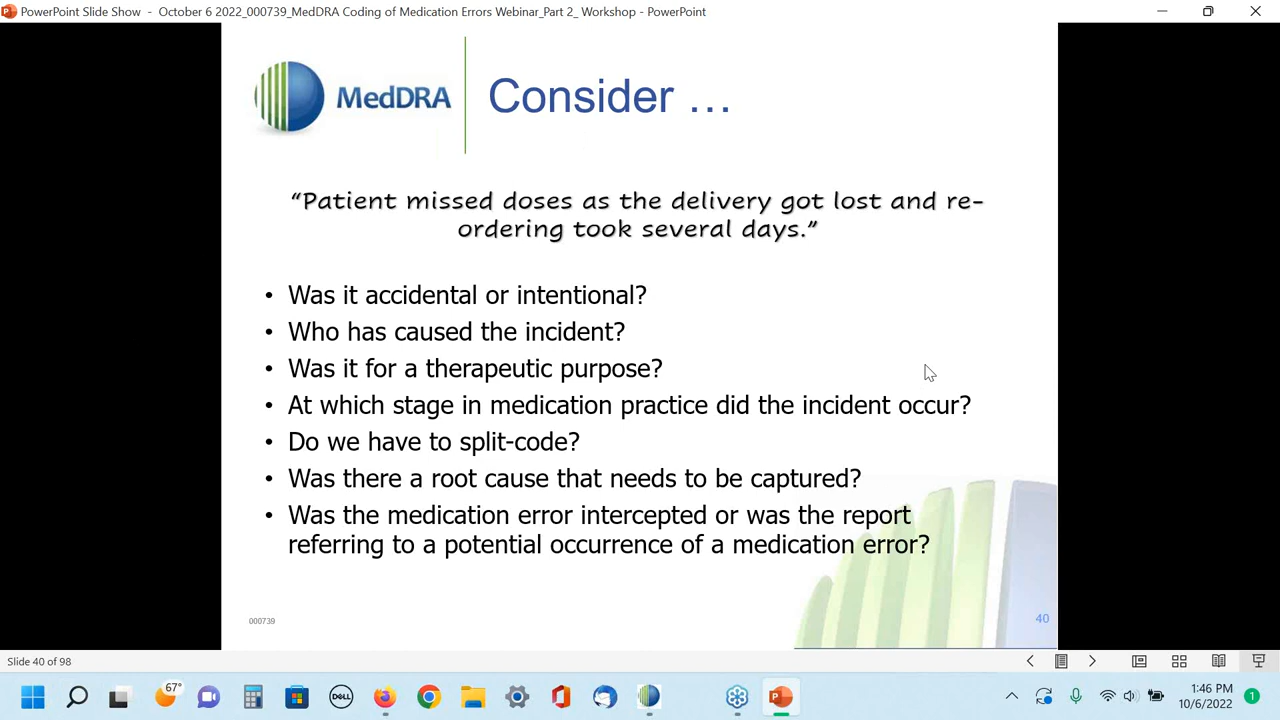 PowerPoint Slide Show - October 6 2022_000739_MedDRA Coding of Medication Errors Webinar_Part 2_ Workshop - PowerPoint
MedDRA
Consider …
“Patient missed doses as the delivery got lost and re-
ordering took several days.”
• Was it accidental or intentional?
• Who has caused the incident?
• Was it for a therapeutic purpose?
• At which stage in medication practice did the incident occur?
• Do we have to split-code?
• Was there a root cause that needs to be captured?
• Was the medication error intercepted or was the report
referring to a potential occurrence of a medication error?
000739
40
Slide 40 of 98
67°
DELL
1:46 PM
10/6/2022
1